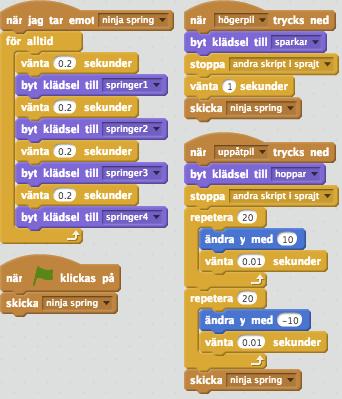 när jag tar emot ninja spring
för alltid
vänta 0.2 sekunder
byt klädsel till springer1
vänta 0.2 sekunder
byt klädsel till springer2
vänta 0.2 sekunder
byt klädsel till springer3
vänta 0.2 sekunder
byt klädsel till springer4
när klickas på
skicka ninja spring
när högerpil trycks ned
byt klädsel till sparkar
stoppa andra skript i sprajt
vänta 1 sekunder
skicka ninja spring
när uppåtpil trycks ned
byt klädsel till hoppar
stoppa andra skript i sprajt
repetera 20
ändra y med 10
vänta 0.01 sekunder
repetera 20
ändra y med -10
vänta 0.01 sekunder
skicka ninja spring